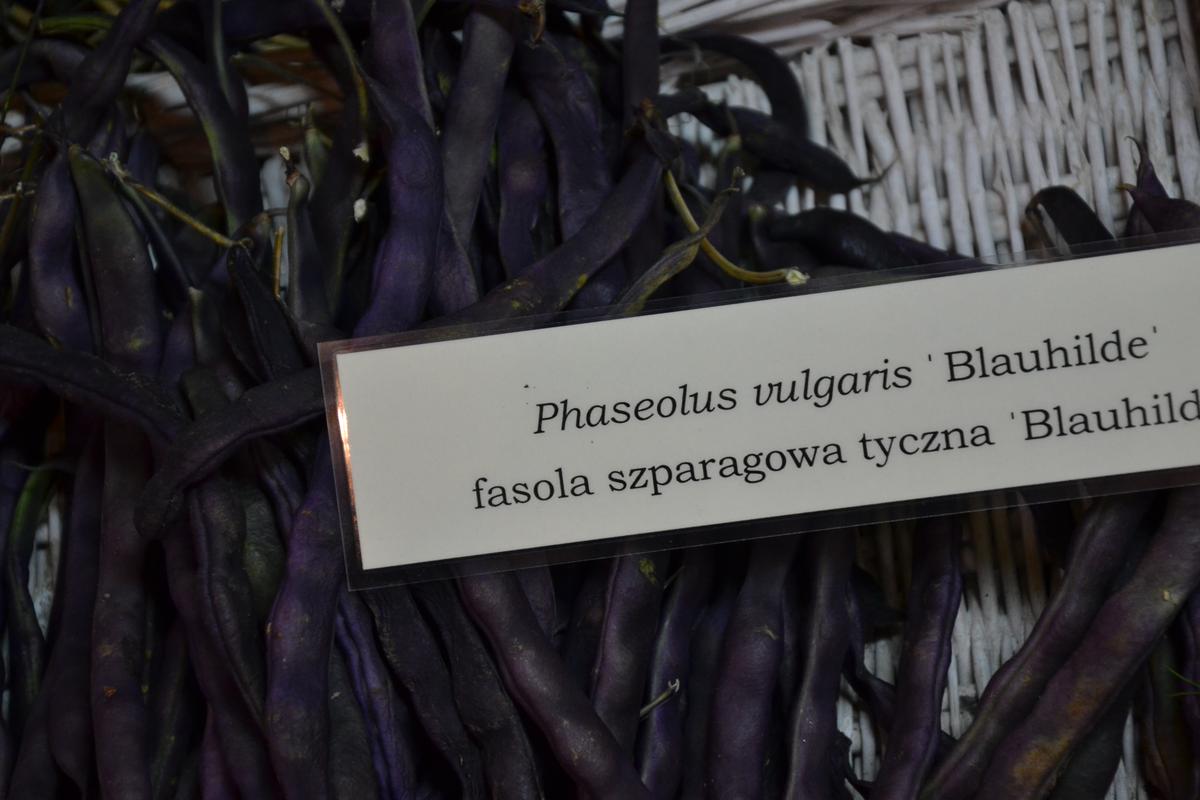 Phaseolus vulgaris 'Blauhilde'
fasola szparagowa tyczna 'Blauhild